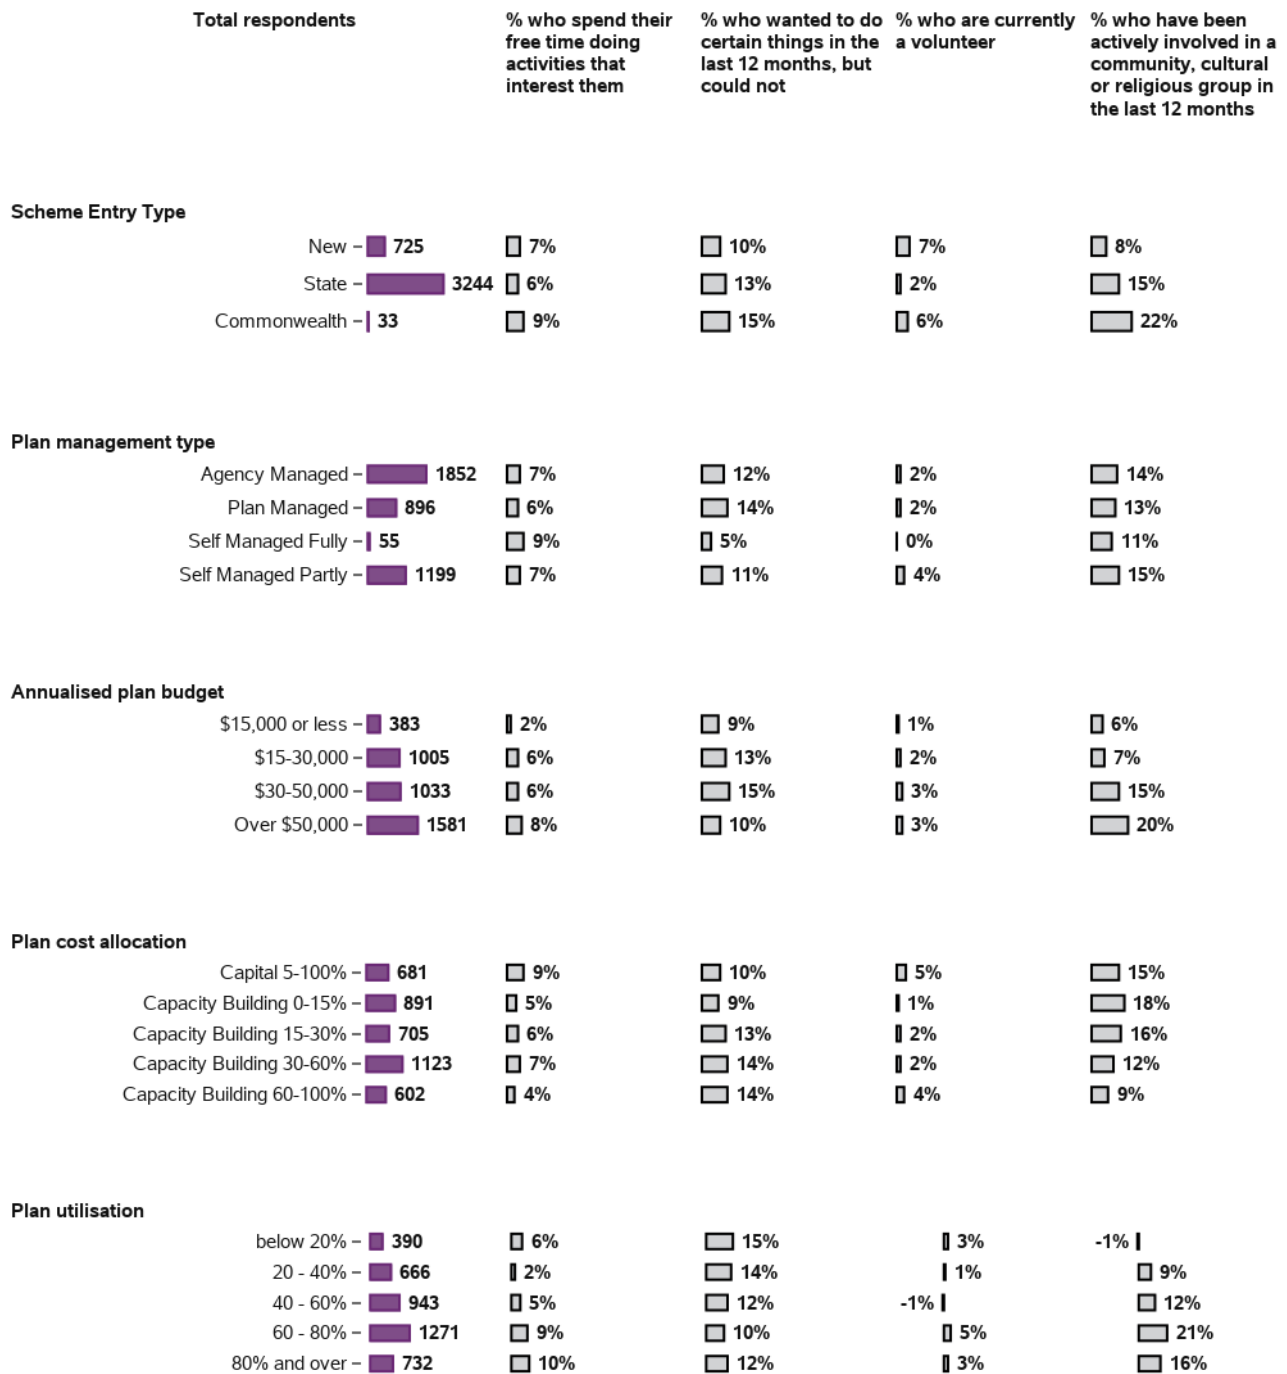 Total respondents
% who spend their free time doing activities that interest them
% who wanted to do certain things in the last 12 months, but could not
% who are currently a volunteer
% who have been actively involved in a community, cultural or religious group in the last 12 months
Scheme Entry Type
New 725 7% 10% 7% 8%
State 3244 6% 13% 2% 15%
Commonwealth 33 9% 15% 6% 22%
Plan management type
Agency Managed 1852 7% 12% 2% 14%
Plan Managed 896 6% 14% 2% 13%
Self Managed Fully 55 9% 5% 0% 11%
Self Managed Partly 1199 7% 11% 4% 15%
Annualised plan budget
$15,000 or less 383 2% 9% 1% 6%
$15-30,000 1005 6% 13% 2% 7%
$30-50,000 1033 6% 15% 3% 15%
Over $50,000 1581 8% 10% 3% 20%
Plan cost allocation
Capital 5-100% 681 9% 10% 5% 15%
Capacity Building 0-15% 891 5% 9% 1% 18%
Capacity Building 15-30% 705 6% 13% 2% 16%
Capacity Building 30-60% 1123 7% 14% 2% 12%
Capacity Building 60-100% 602 4% 14% 4% 9%
Plan utilisation
below 20% 390 6% 15% 3% -1%
20 - 40% 666 2% 14% 1% 9%
40 - 60% 943 5% 12% -1% 12%
60 - 80% 1271 9% 10% 5% 21%
80% and over 732 10% 12% 3% 16%